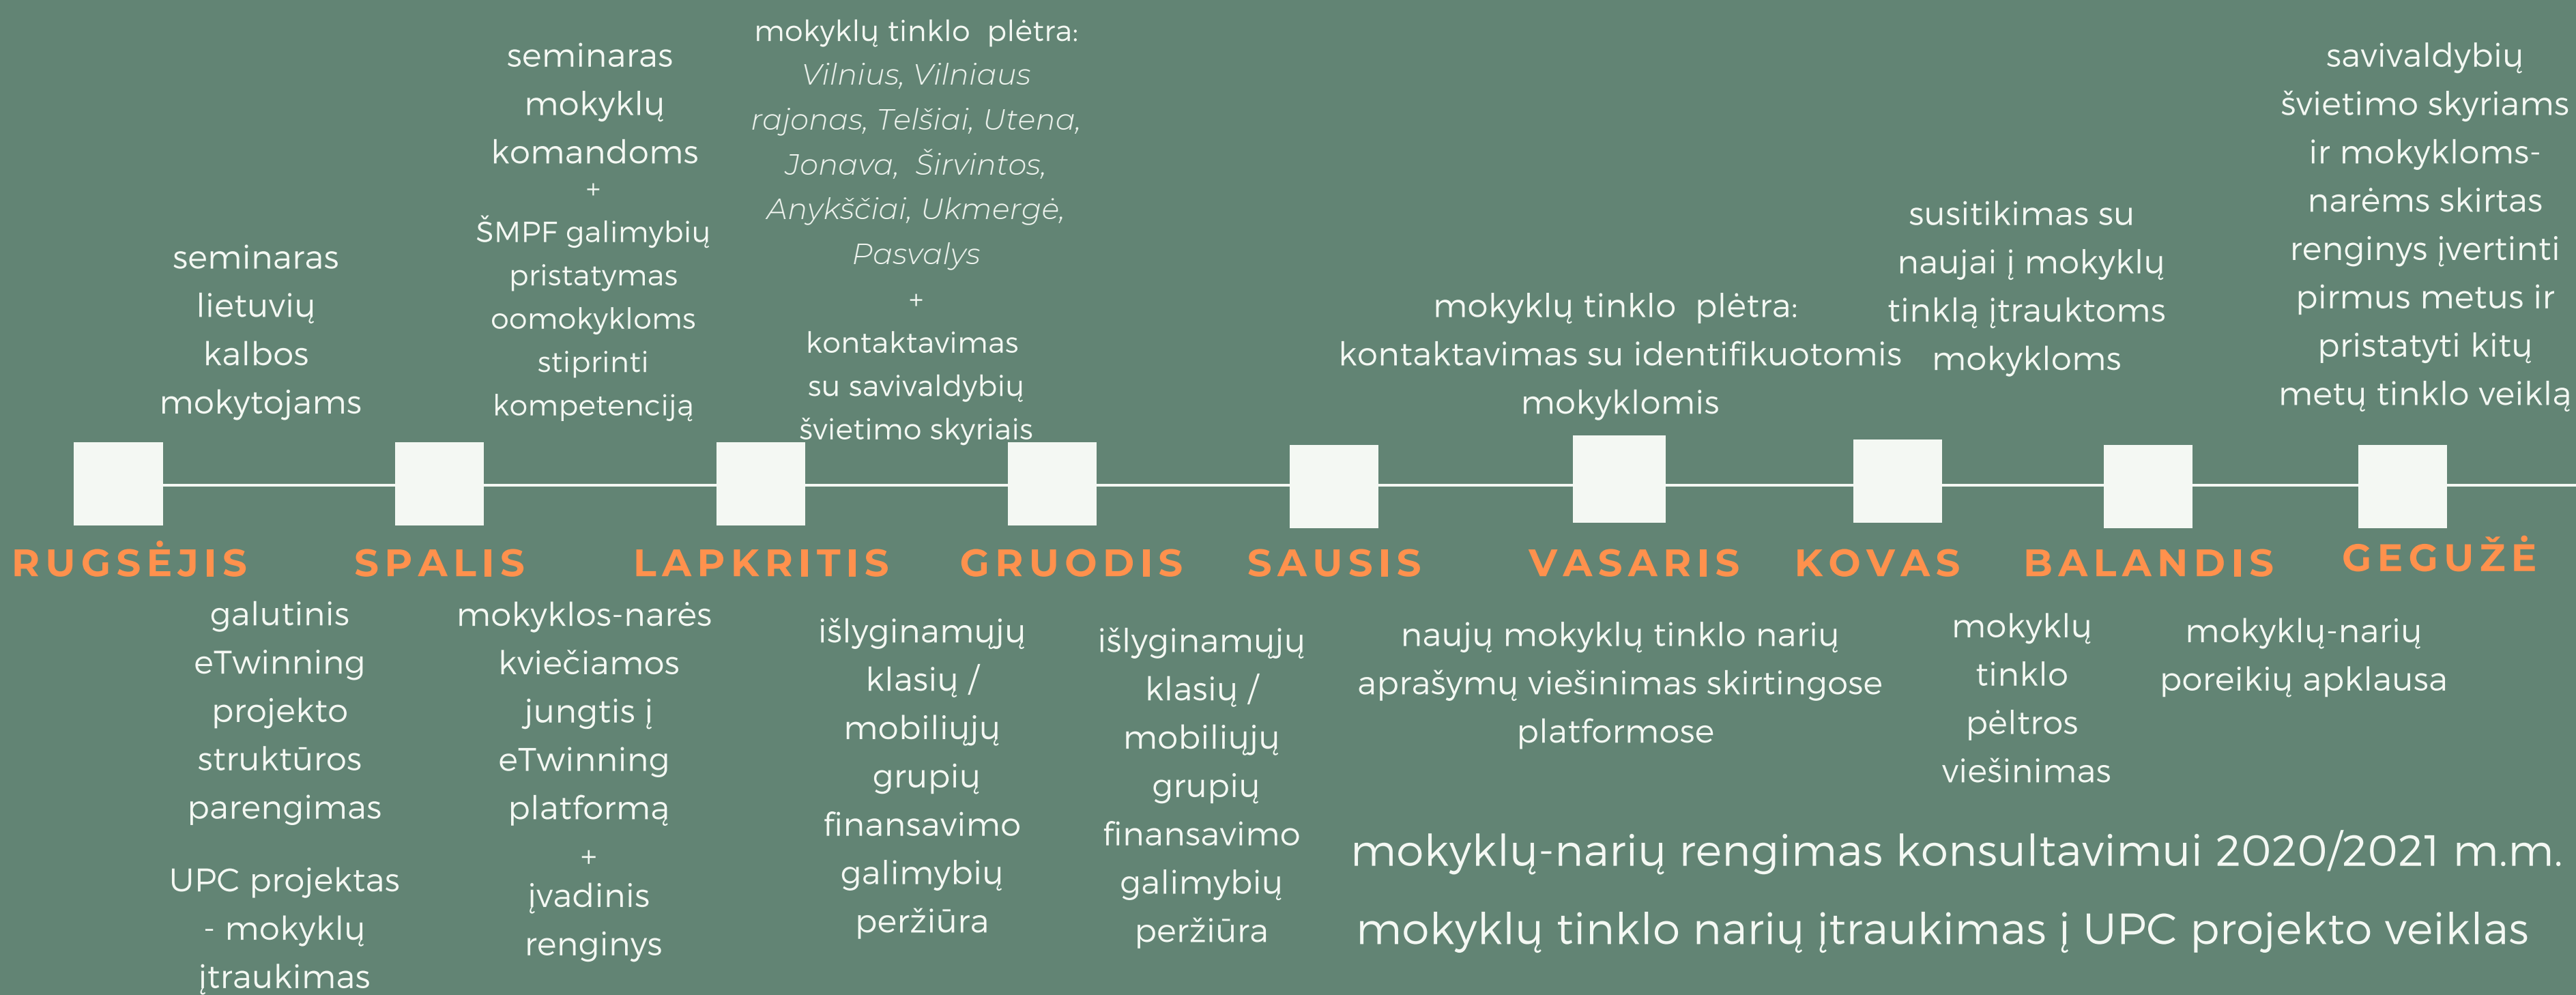 seminaras
lietuvių
kalbos
mokytojams
seminaras
mokyklų
komandoms
+
ŠMPF galimybių
pristatymas
oomokykloms
stiprinti
kompetenciją
mokyklų tinklo plėtra:
Vilnius, Vilniaus
rajonas, Telšiai, Utena,
Jonava, Širvintos,
Anykščiai, Ukmergė,
Pasvalys
+
kontaktavimas
su savivaldybių
švietimo skyriais
mokyklų tinklo plėtra:
kontaktavimas su identifikuotomis
mokyklomis
susitikimas su
naujai į mokyklų
tinklą įtrauktoms
mokykloms
savivaldybių
švietimo skyriams
ir mokykloms-
narėms skirtas
renginys įvertinti
pirmus metus ir
pristatyti kitų
metų tinklo veiklą
RUGSĖJIS
SPALIS
LAPKRITIS
GRUODIS
SAUSIS
VASARIS
KOVAS
BALANDIS
GEGUŽĖ
galutinis
eTwinning
projekto
struktūros
parengimas
UPC projektas
- mokyklų
įtraukimas
mokyklos-narės
kviečiamos
jungtis į
eTwinning
platformą
+
įvadinis
renginys
išlyginamųjų
klasių /
mobiliųjų
grupių
finansavimo
galimybių
peržiūra
išlyginamųjų
klasių /
mobiliųjų
grupių
finansavimo
galimybių
peržiūra
naujų mokyklų tinklo narių
aprašymų viešinimas skirtingose
platformose
mokyklų
tinklo
pėltros
viešinimas
mokyklų-narių
poreikių apklausa
mokyklų-narių rengimas konsultavimui 2020/2021 m.m.
mokyklų tinklo narių įtraukimas į UPC projekto veiklas